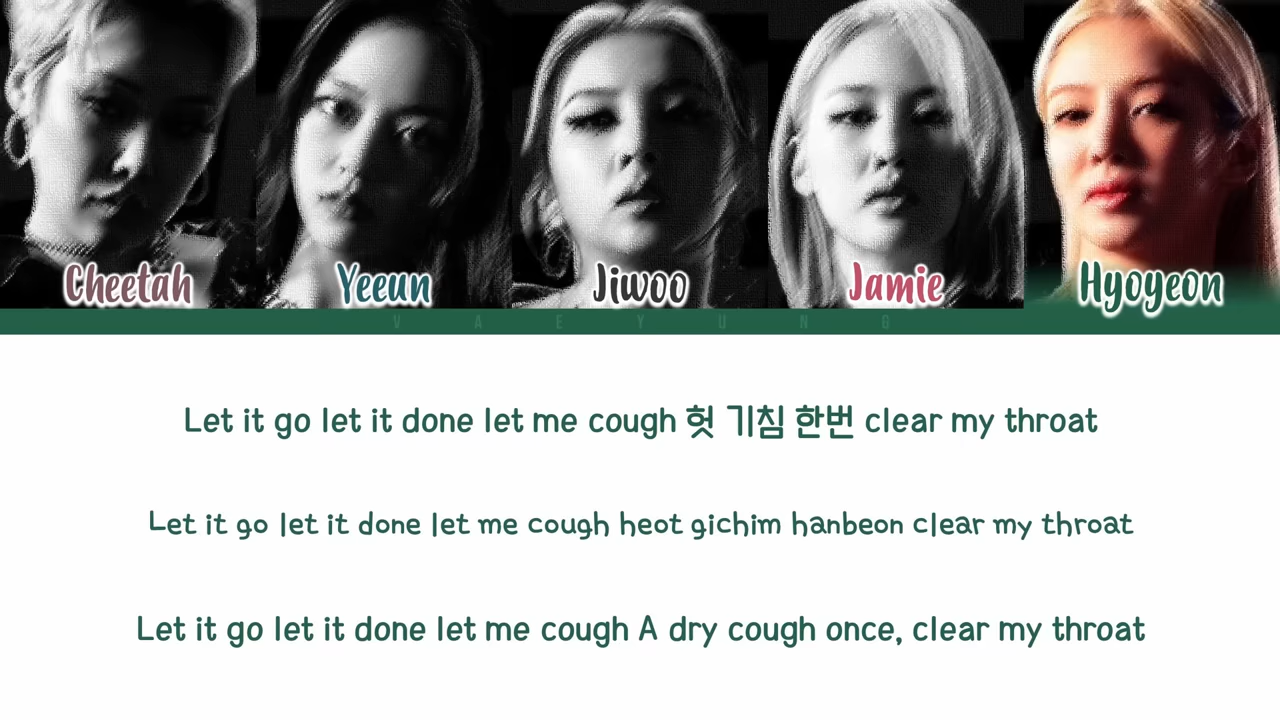 Cheetah Yeeun Jiwoo Jamie Hyoyeon
V A E Y U N G
Let it go let it done let me cough 헛 기침 한번 clear my throat
Let it go let it done let me cough heot gichim hanbeon clear my throat
Let it go let it done let me cough A dry cough once, clear my throat